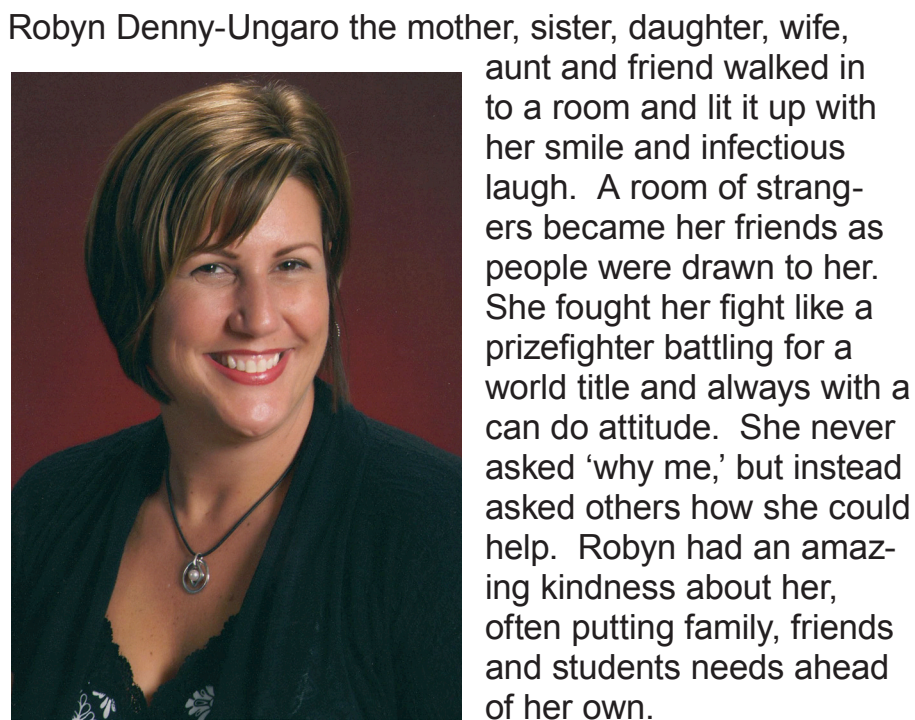 Robyn Denny-Ungaro the mother, sister, daughter, wife,
aunt and friend walked in
to a room and lit it up with
her smile and infectious
laugh.  A room of strang-
ers became her friends as
people were drawn to her.
She fought her fight like a
prizefighter battling for a
world title and always with a
can do attitude.  She never
asked ‘why me,’ but instead
asked others how she could
help.  Robyn had an amaz-
ing kindness about her,
often putting family, friends
and students needs ahead
of her own.